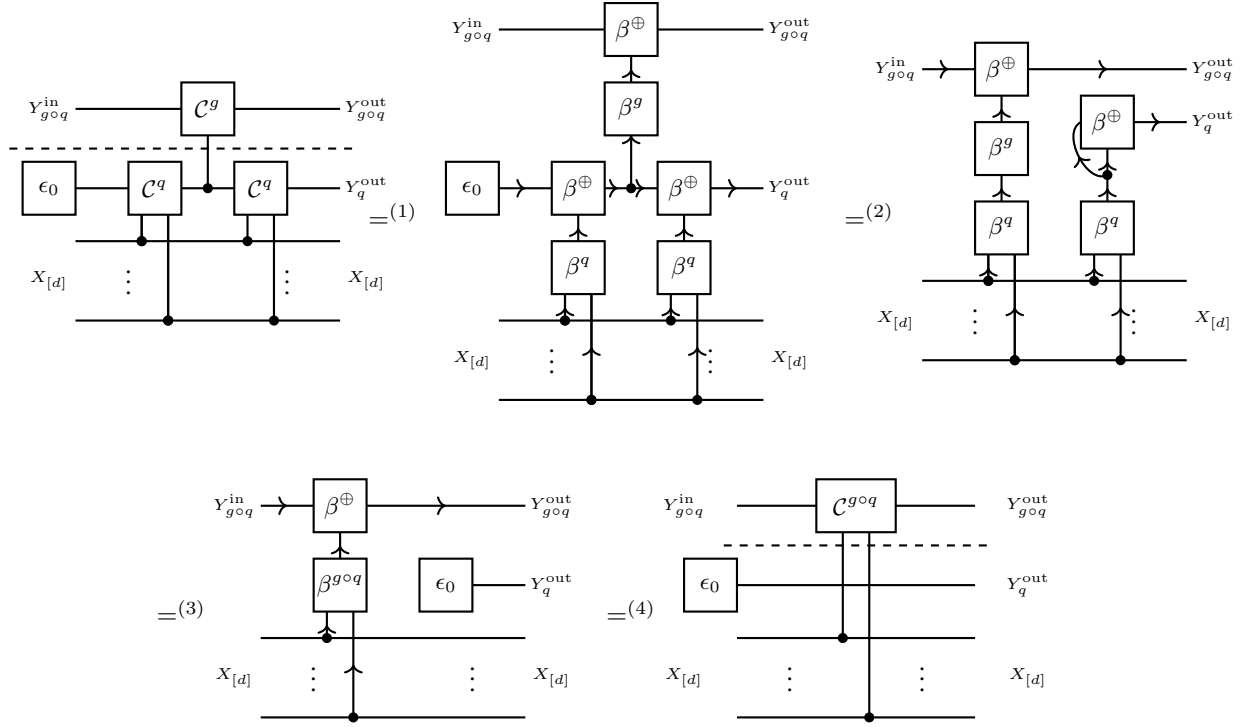 Y^in_{g∘q} β^⊕ Y^out_{g∘q}
Y^in_{g∘q} β^⊕ Y^out_{g∘q}
Y^in_{g∘q} C^g Y^out_{g∘q}
β^g
β^⊕ Y^out_q
β^g
ϵ_0 C^q C^q Y^out_q
ϵ_0 β^⊕ β^⊕ Y^out_q
=^(1)
=^(2)
β^q β^q
β^q β^q
X_[d] ⋮ ⋮ X_[d]
X_[d] ⋮ ⋮ X_[d]
X_[d] ⋮ ⋮ X_[d]
Y^in_{g∘q} β^⊕ Y^out_{g∘q}
Y^in_{g∘q} C^{g∘q} Y^out_{g∘q}
β^{g∘q} ϵ_0 Y^out_q
ϵ_0 Y^out_q
=^(3)
=^(4)
X_[d] ⋮ ⋮ X_[d]
X_[d] ⋮ ⋮ X_[d]